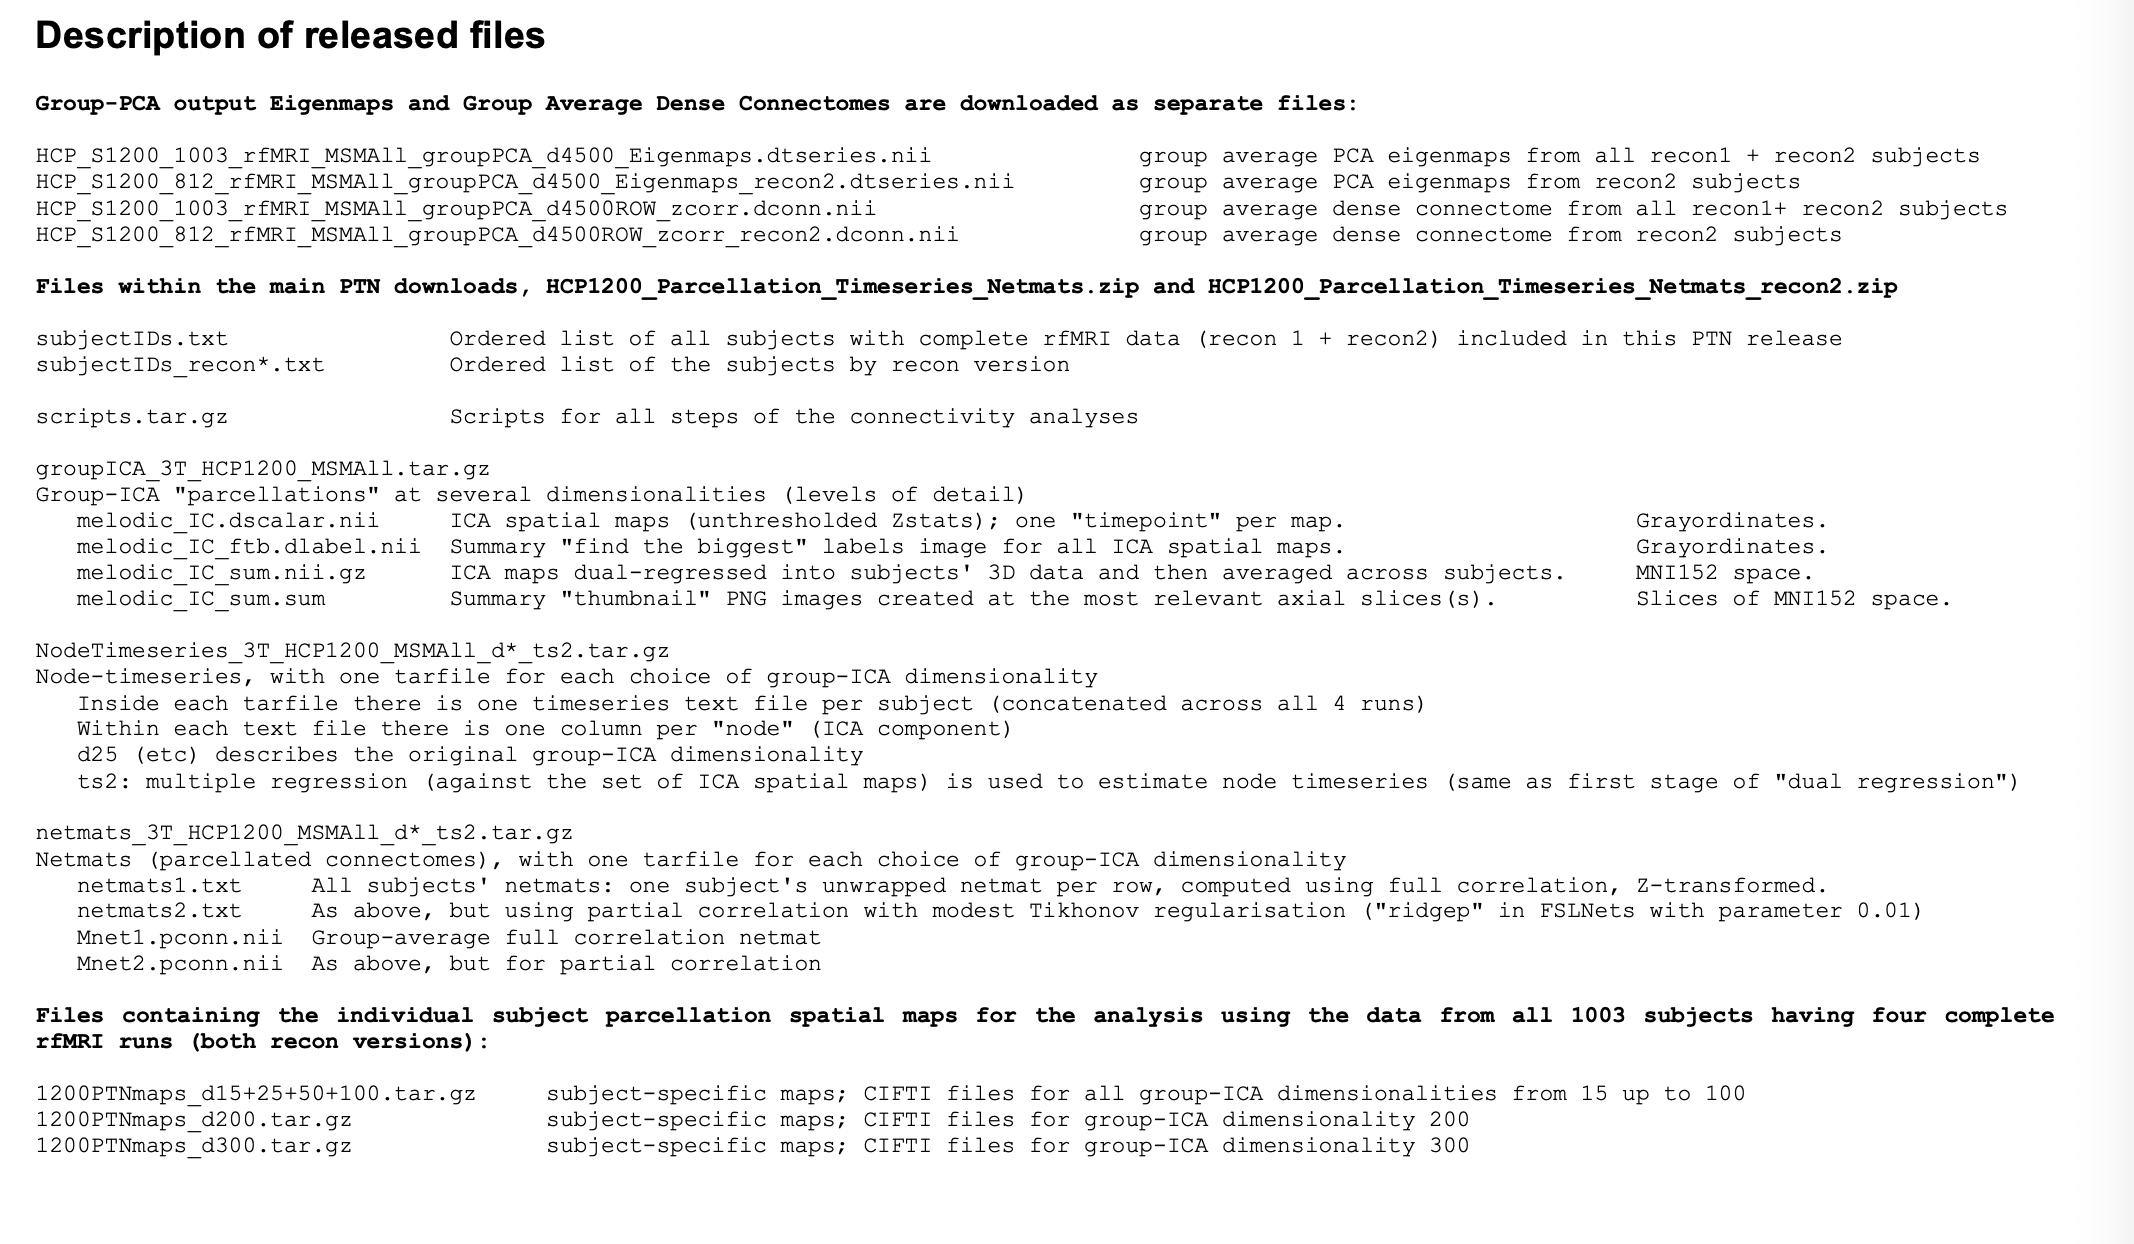 Description of released files
Group-PCA output Eigenmaps and Group Average Dense Connectomes are downloaded as separate files:
HCP_S1200_1003_rfMRI_MSMAll_groupPCA_d4500_Eigenmaps.dtseries.nii group average PCA eigenmaps from all recon1 + recon2 subjects
HCP_S1200_812_rfMRI_MSMAll_groupPCA_d4500_Eigenmaps_recon2.dtseries.nii group average PCA eigenmaps from recon2 subjects
HCP_S1200_1003_rfMRI_MSMAll_groupPCA_d4500ROW_zcorr.dconn.nii group average dense connectome from all recon1+ recon2 subjects
HCP_S1200_812_rfMRI_MSMAll_groupPCA_d4500ROW_zcorr_recon2.dconn.nii group average dense connectome from recon2 subjects
Files within the main PTN downloads, HCP1200_Parcellation_Timeseries_Netmats.zip and HCP1200_Parcellation_Timeseries_Netmats_recon2.zip
subjectIDs.txt Ordered list of all subjects with complete rfMRI data (recon 1 + recon2) included in this PTN release
subjectIDs_recon*.txt Ordered list of the subjects by recon version
scripts.tar.gz Scripts for all steps of the connectivity analyses
groupICA_3T_HCP1200_MSMAll.tar.gz
Group-ICA "parcellations" at several dimensionalities (levels of detail)
melodic_IC.dscalar.nii ICA spatial maps (unthresholded Zstats); one "timepoint" per map. Grayordinates.
melodic_IC_ftb.dlabel.nii Summary "find the biggest" labels image for all ICA spatial maps. Grayordinates.
melodic_IC_sum.nii.gz ICA maps dual-regressed into subjects' 3D data and then averaged across subjects. MNI152 space.
melodic_IC_sum.sum Summary "thumbnail" PNG images created at the most relevant axial slices(s). Slices of MNI152 space.
NodeTimeseries_3T_HCP1200_MSMAll_d*_ts2.tar.gz
Node-timeseries, with one tarfile for each choice of group-ICA dimensionality
Inside each tarfile there is one timeseries text file per subject (concatenated across all 4 runs)
Within each text file there is one column per "node" (ICA component)
d25 (etc) describes the original group-ICA dimensionality
ts2: multiple regression (against the set of ICA spatial maps) is used to estimate node timeseries (same as first stage of "dual regression")
netmats_3T_HCP1200_MSMAll_d*_ts2.tar.gz
Netmats (parcellated connectomes), with one tarfile for each choice of group-ICA dimensionality
netmats1.txt All subjects' netmats: one subject's unwrapped netmat per row, computed using full correlation, Z-transformed.
netmats2.txt As above, but using partial correlation with modest Tikhonov regularisation ("ridgep" in FSLNets with parameter 0.01)
Mnet1.pconn.nii Group-average full correlation netmat
Mnet2.pconn.nii As above, but for partial correlation
Files containing the individual subject parcellation spatial maps for the analysis using the data from all 1003 subjects having four complete
rfMRI runs (both recon versions):
1200PTNmaps_d15+25+50+100.tar.gz subject-specific maps; CIFTI files for all group-ICA dimensionalities from 15 up to 100
1200PTNmaps_d200.tar.gz subject-specific maps; CIFTI files for group-ICA dimensionality 200
1200PTNmaps_d300.tar.gz subject-specific maps; CIFTI files for group-ICA dimensionality 300